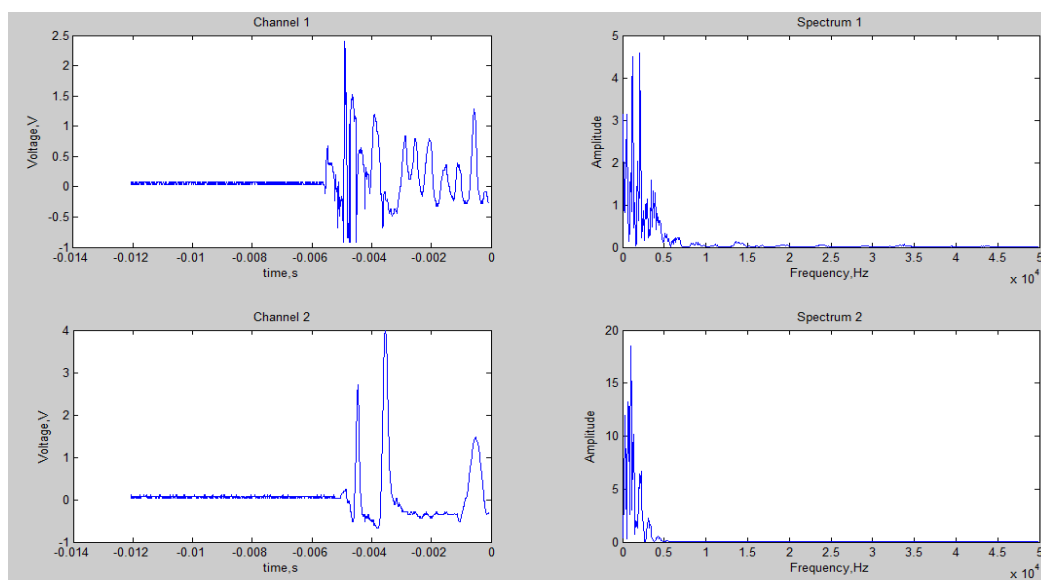 Channel 1
2.5
2
1.5
1
0.5
0
-0.5
-1
Voltage,V
-0.014 -0.012 -0.01 -0.008 -0.006 -0.004 -0.002 0
time,s
Spectrum 1
5
4
3
2
1
0
Amplitude
0 0.5 1 1.5 2 2.5 3 3.5 4 4.5 5
Frequency,Hz
x 10^4
Channel 2
4
3
2
1
0
-1
Voltage,V
-0.014 -0.012 -0.01 -0.008 -0.006 -0.004 -0.002 0
time,s
Spectrum 2
20
15
10
5
0
Amplitude
0 0.5 1 1.5 2 2.5 3 3.5 4 4.5 5
Frequency,Hz
x 10^4